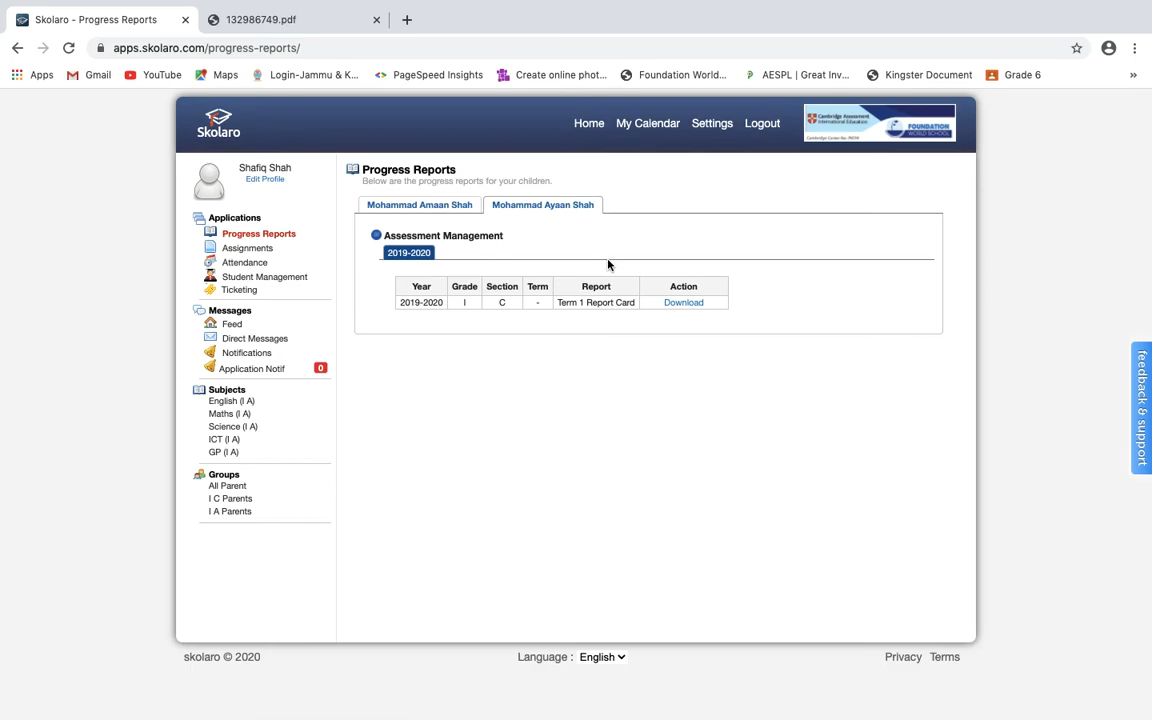 Skolaro - Progress Reports
132986749.pdf
apps.skolaro.com/progress-reports/
Apps Gmail YouTube Maps Login-Jammu & K... PageSpeed Insights Create online phot... Foundation World... AESPL | Great Inv... Kingster Document Grade 6 »
Skolaro
Home My Calendar Settings Logout
Cambridge Assessment
International Education
FOUNDATION
WORLD SCHOOL
Shafiq Shah
Edit Profile
Applications
Progress Reports
Assignments
Attendance
Student Management
Ticketing
Messages
Feed
Direct Messages
Notifications
Application Notif 0
Subjects
English (I A)
Maths (I A)
Science (I A)
ICT (I A)
GP (I A)
Groups
All Parent
I C Parents
I A Parents
Progress Reports
Below are the progress reports for your children.
Mohammad Amaan Shah Mohammad Ayaan Shah
Assessment Management
2019-2020
Year Grade Section Term Report Action
2019-2020 I C - Term 1 Report Card Download
feedback & support
skolaro © 2020 Language : English Privacy Terms